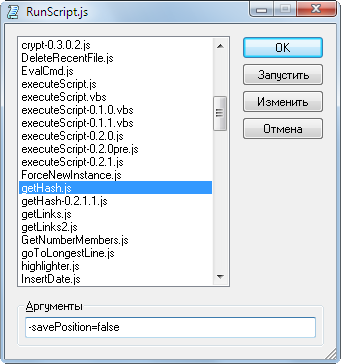 RunScript.js
crypt-0.3.0.2.js
DeleteRecentFile.js
EvalCmd.js
executeScript.js
executeScript.vbs
executeScript-0.1.0.vbs
executeScript-0.1.1.vbs
executeScript-0.2.0.js
executeScript-0.2.0pre.js
executeScript-0.2.1.js
ForceNewInstance.js
getHash.js
getHash-0.2.1.1.js
getLinks.js
getLinks2.js
GetNumberMembers.js
goToLongestLine.js
highlighter.js
InsertDate.js
OK
Запустить
Изменить
Отмена
Аргументы
-savePosition=false